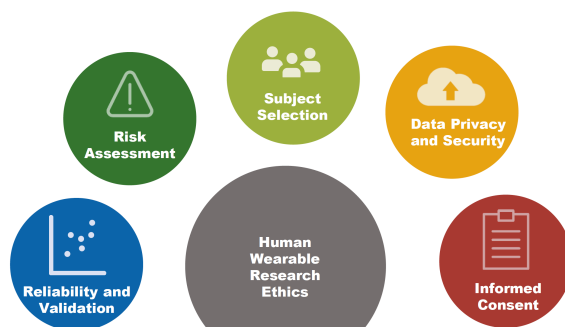 Subject
Selection
Risk
Assessment
Data Privacy
and Security
Human
Wearable
Research
Ethics
Reliability and
Validation
Informed
Consent